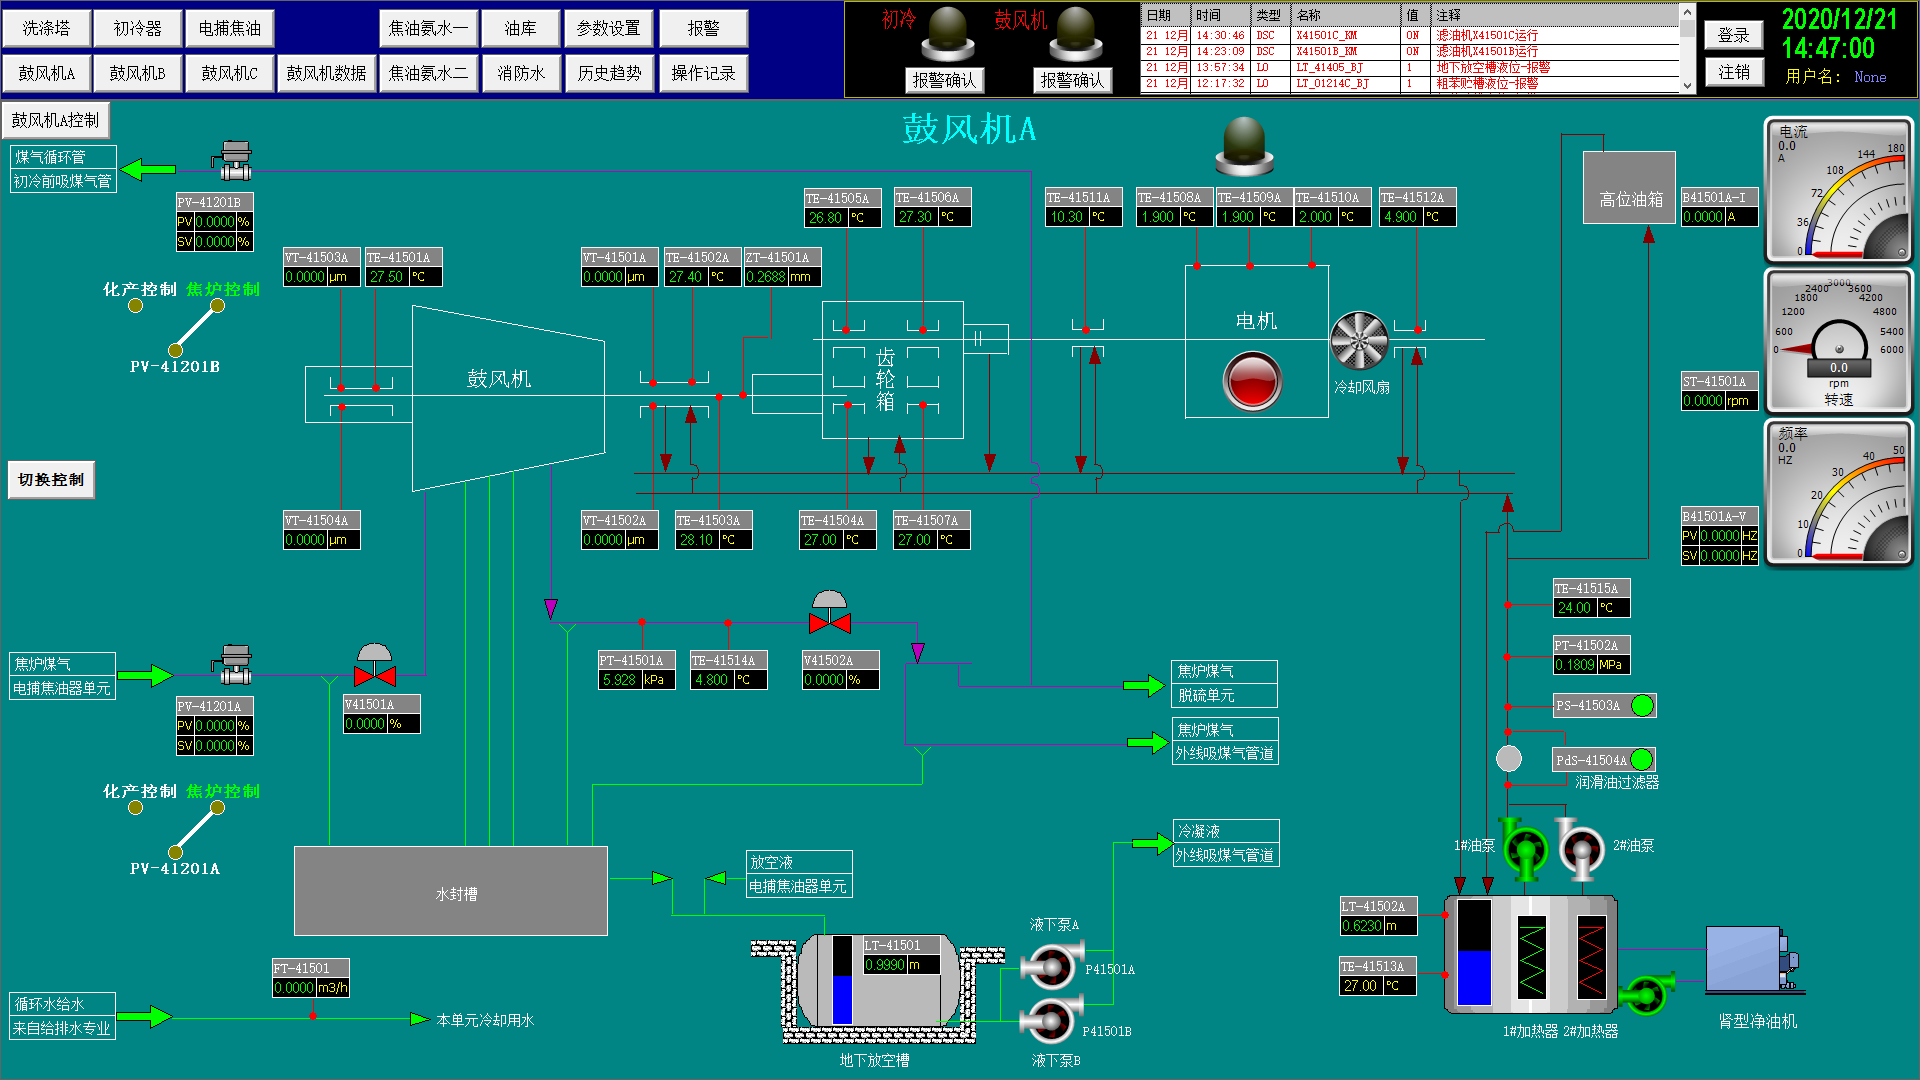 洗涤塔 初冷器 电捕焦油 焦油氨水一 油库 参数设置 报警
鼓风机A 鼓风机B 鼓风机C 鼓风机数据 焦油氨水二 消防水 历史趋势 操作记录
初冷 鼓风机
报警确认 报警确认
日期 时间 类型 名称 值 注释
21 12月 14:30:46 DSC X41501C_KM ON 滤油机X41501C运行
21 12月 14:23:09 DSC X41501B_KM ON 滤油机X41501B运行
21 12月 13:57:34 LO LT_41405_BJ 1 地下放空槽液位-报警
21 12月 12:17:32 LO LT_01214C_BJ 1 粗苯贮槽液位-报警
登录
注销
2020/12/21
14:47:00
用户名: None
鼓风机A控制
鼓风机A
煤气循环管
初冷前吸煤气管
PV-41201B
PV 0.0000 %
SV 0.0000 %
化产控制 焦炉控制
PV-41201B
VT-41503A
0.0000 μm
TE-41501A
27.50 ℃
VT-41501A
0.0000 μm
TE-41502A
27.40 ℃
ZT-41501A
0.2688 mm
TE-41505A
26.80 ℃
TE-41506A
27.30 ℃
TE-41511A
10.30 ℃
TE-41508A
1.900 ℃
TE-41509A
1.900 ℃
TE-41510A
2.000 ℃
TE-41512A
4.900 ℃
高位油箱
B41501A-I
0.0000 A
电流
0.0
A
0 36 72 108 144 180
鼓风机
齿轮箱
电机
冷却风扇
ST-41501A
0.0000 rpm
0 600 1200 1800 2400 3000 3600 4200 4800 5400 6000
0.0
rpm
转速
切换控制
VT-41504A
0.0000 μm
VT-41502A
0.0000 μm
TE-41503A
28.10 ℃
TE-41504A
27.00 ℃
TE-41507A
27.00 ℃
B41501A-V
PV 0.0000 HZ
SV 0.0000 HZ
频率
0.0
HZ
0 10 20 30 40 50
TE-41515A
24.00 ℃
PT-41502A
0.1809 MPa
PS-41503A
PdS-41504A
润滑油过滤器
焦炉煤气
电捕焦油器单元
PV-41201A
PV 0.0000 %
SV 0.0000 %
V41501A
0.0000 %
PT-41501A
5.928 kPa
TE-41514A
4.800 ℃
V41502A
0.0000 %
焦炉煤气
脱硫单元
焦炉煤气
外线吸煤气管道
化产控制 焦炉控制
PV-41201A
冷凝液
外线吸煤气管道
1#油泵 2#油泵
水封槽
放空液
电捕焦油器单元
LT-41501
0.9990 m
地下放空槽
液下泵A
P41501A
P41501B
液下泵B
LT-41502A
0.6230 m
TE-41513A
27.00 ℃
1#加热器 2#加热器
肾型净油机
FT-41501
0.0000 m3/h
循环水给水
来自给排水专业
本单元冷却用水